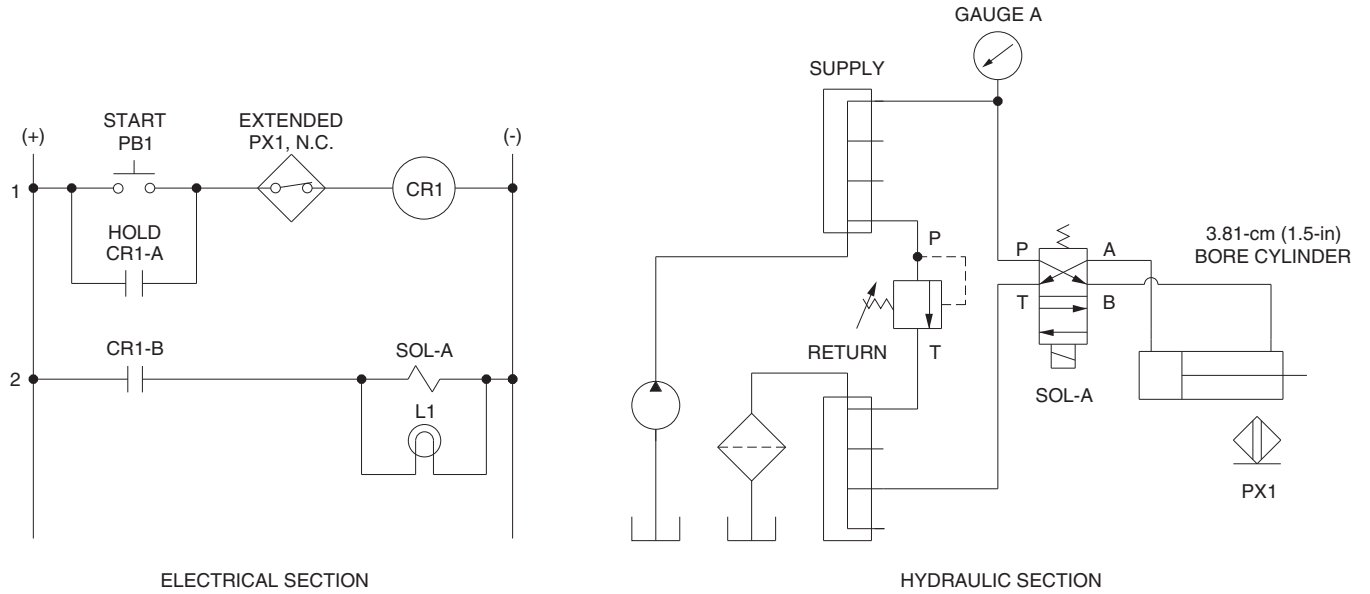 GAUGE A
SUPPLY
START
PB1
EXTENDED
PX1, N.C.
(+)
(-)
1
CR1
HOLD
CR1-A
P
P
A
3.81-cm (1.5-in)
BORE CYLINDER
T
B
RETURN
T
CR1-B
SOL-A
2
L1
SOL-A
PX1
ELECTRICAL SECTION
HYDRAULIC SECTION